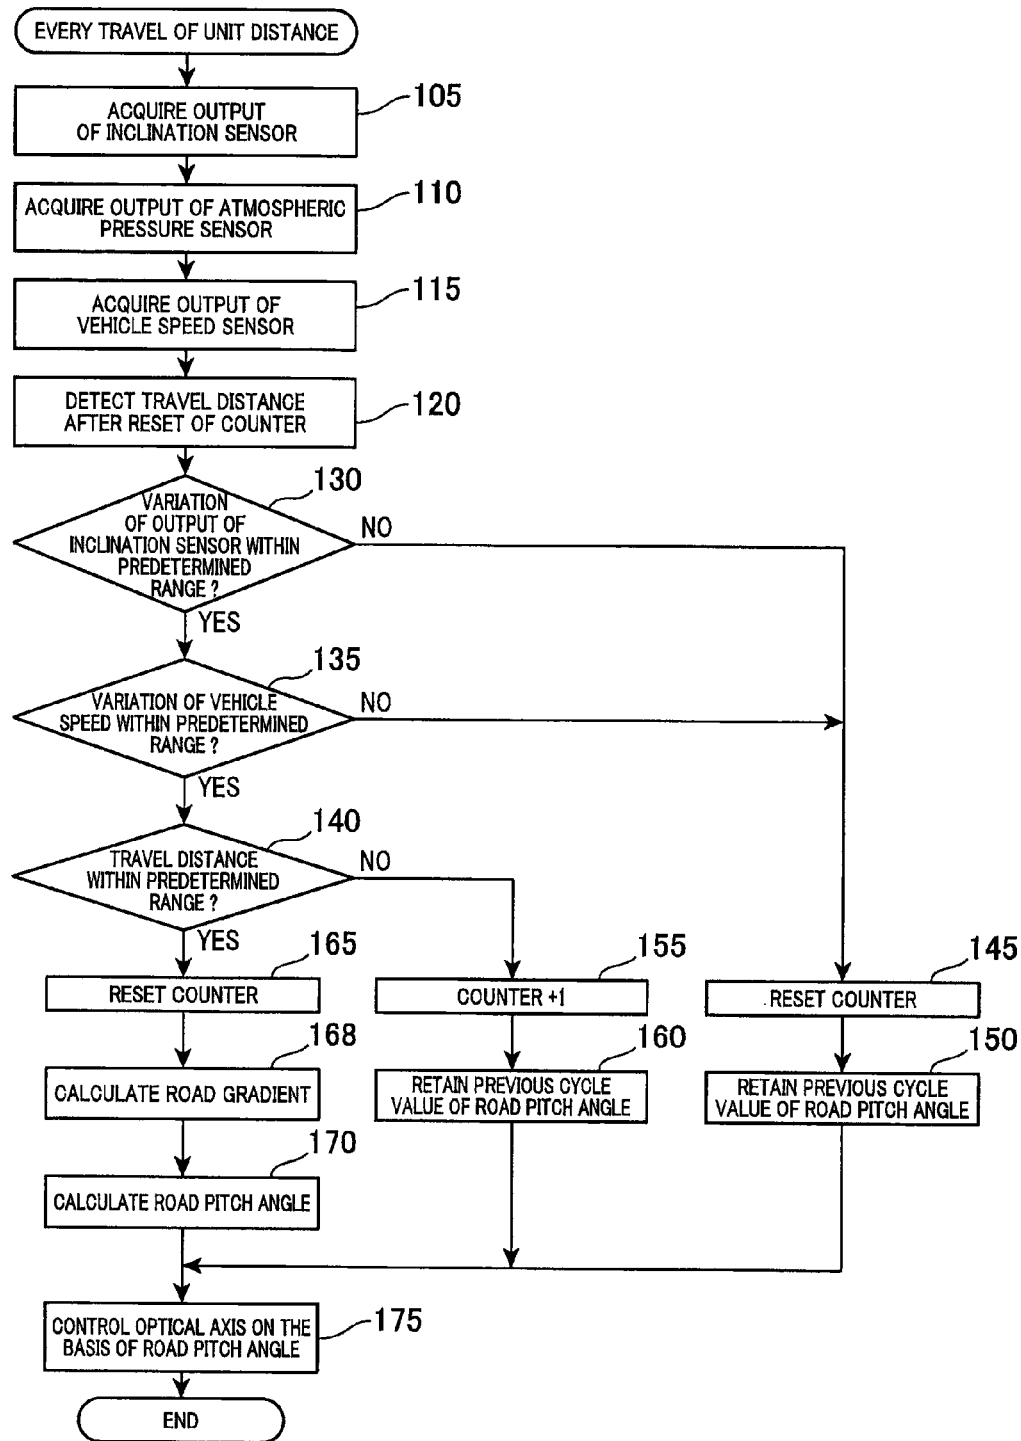 EVERY TRAVEL OF UNIT DISTANCE
105
ACQUIRE OUTPUT
OF INCLINATION SENSOR
110
ACQUIRE OUTPUT OF ATMOSPHERIC
PRESSURE SENSOR
115
ACQUIRE OUTPUT OF
VEHICLE SPEED SENSOR
120
DETECT TRAVEL DISTANCE
AFTER RESET OF COUNTER
130
VARIATION
OF OUTPUT OF
INCLINATION SENSOR WITHIN
PREDETERMINED
RANGE ?
NO
YES
135
VARIATION OF VEHICLE
SPEED WITHIN PREDETERMINED
RANGE ?
NO
YES
140
TRAVEL DISTANCE
WITHIN PREDETERMINED
RANGE ?
NO
YES
165
RESET COUNTER
155
COUNTER +1
145
RESET COUNTER
168
CALCULATE ROAD GRADIENT
160
RETAIN PREVIOUS CYCLE
VALUE OF ROAD PITCH ANGLE
150
RETAIN PREVIOUS CYCLE
VALUE OF ROAD PITCH ANGLE
170
CALCULATE ROAD PITCH ANGLE
175
CONTROL OPTICAL AXIS ON THE
BASIS OF ROAD PITCH ANGLE
END